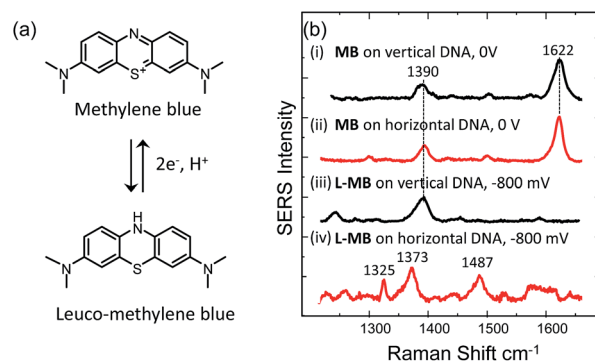 (a)
N
N
S+
N
Methylene blue
2e-, H+
H
N
N
S
N
Leuco-methylene blue
(b)
(i) MB on vertical DNA, 0V
1622
1390
(ii) MB on horizontal DNA, 0 V
(iii) L-MB on vertical DNA, -800 mV
(iv) L-MB on horizontal DNA, -800 mV
1325
1373
1487
SERS Intensity
1300 1400 1500 1600
Raman Shift cm-1